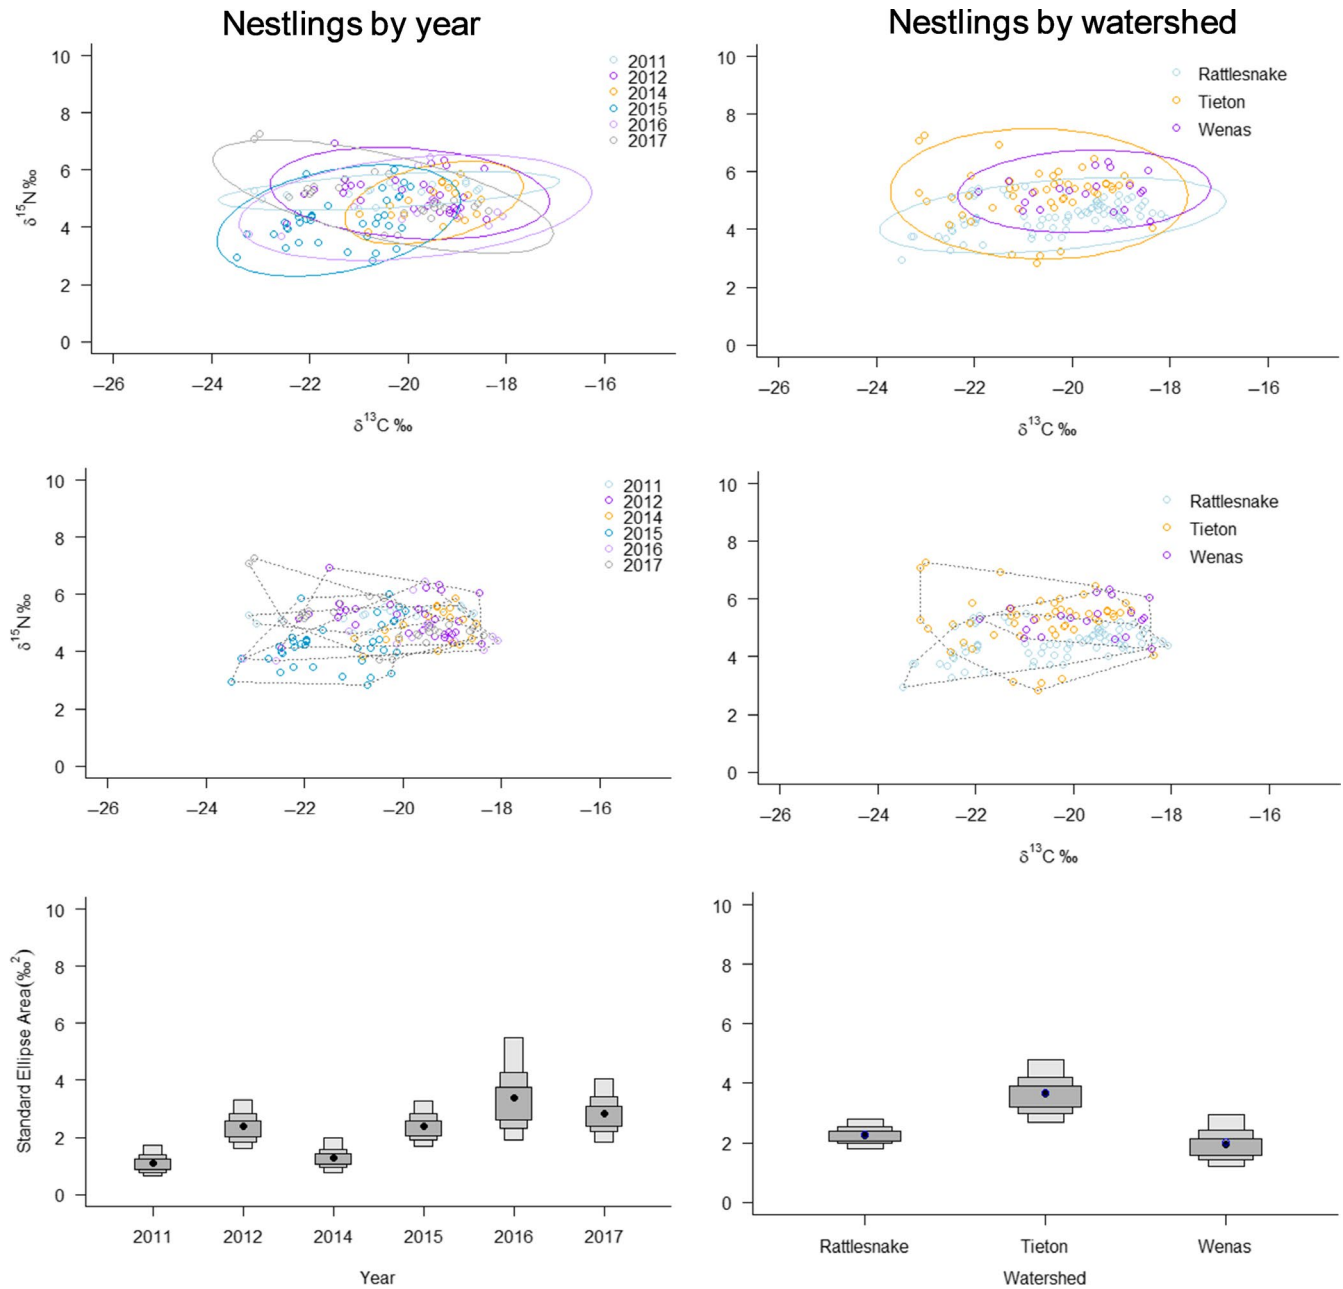 Nestlings by year
Nestlings by watershed
10
8
6
4
2
0
δ15N ‰
2011
2012
2014
2015
2016
2017
–26 –24 –22 –20 –18 –16
δ13C ‰
10
8
6
4
2
0
Rattlesnake
Tieton
Wenas
–26 –24 –22 –20 –18 –16
δ13C ‰
10
8
6
4
2
0
δ15N ‰
2011
2012
2014
2015
2016
2017
–26 –24 –22 –20 –18 –16
10
8
6
4
2
0
Rattlesnake
Tieton
Wenas
–26 –24 –22 –20 –18 –16
δ13C ‰
10
8
6
4
2
0
Standard Ellipse Area(‰2)
2011 2012 2014 2015 2016 2017
Year
10
8
6
4
2
0
Rattlesnake Tieton Wenas
Watershed